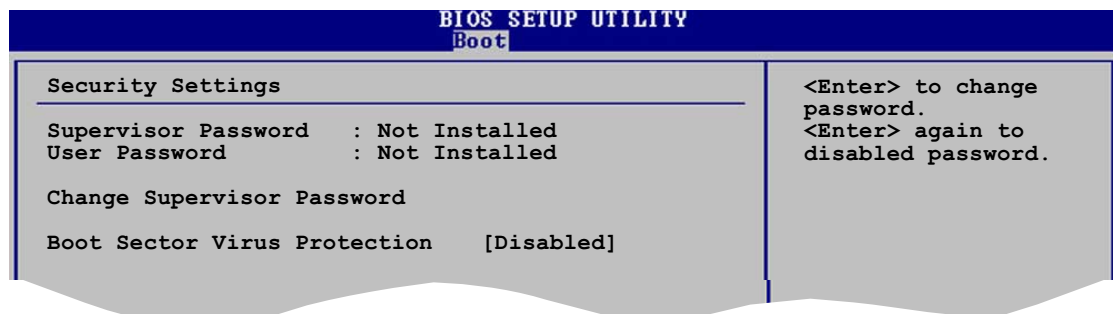 BIOS SETUP UTILITY
Boot
Security Settings
Supervisor Password : Not Installed
User Password : Not Installed
Change Supervisor Password
Boot Sector Virus Protection [Disabled]
<Enter> to change
password.
<Enter> again to
disabled password.